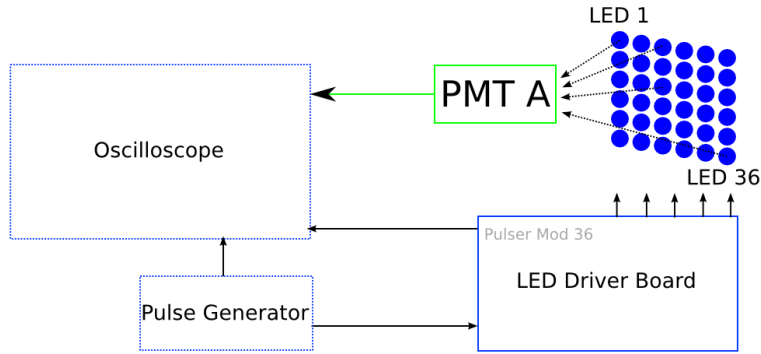 LED 1
PMT A
Oscilloscope
LED 36
Pulser Mod 36
LED Driver Board
Pulse Generator